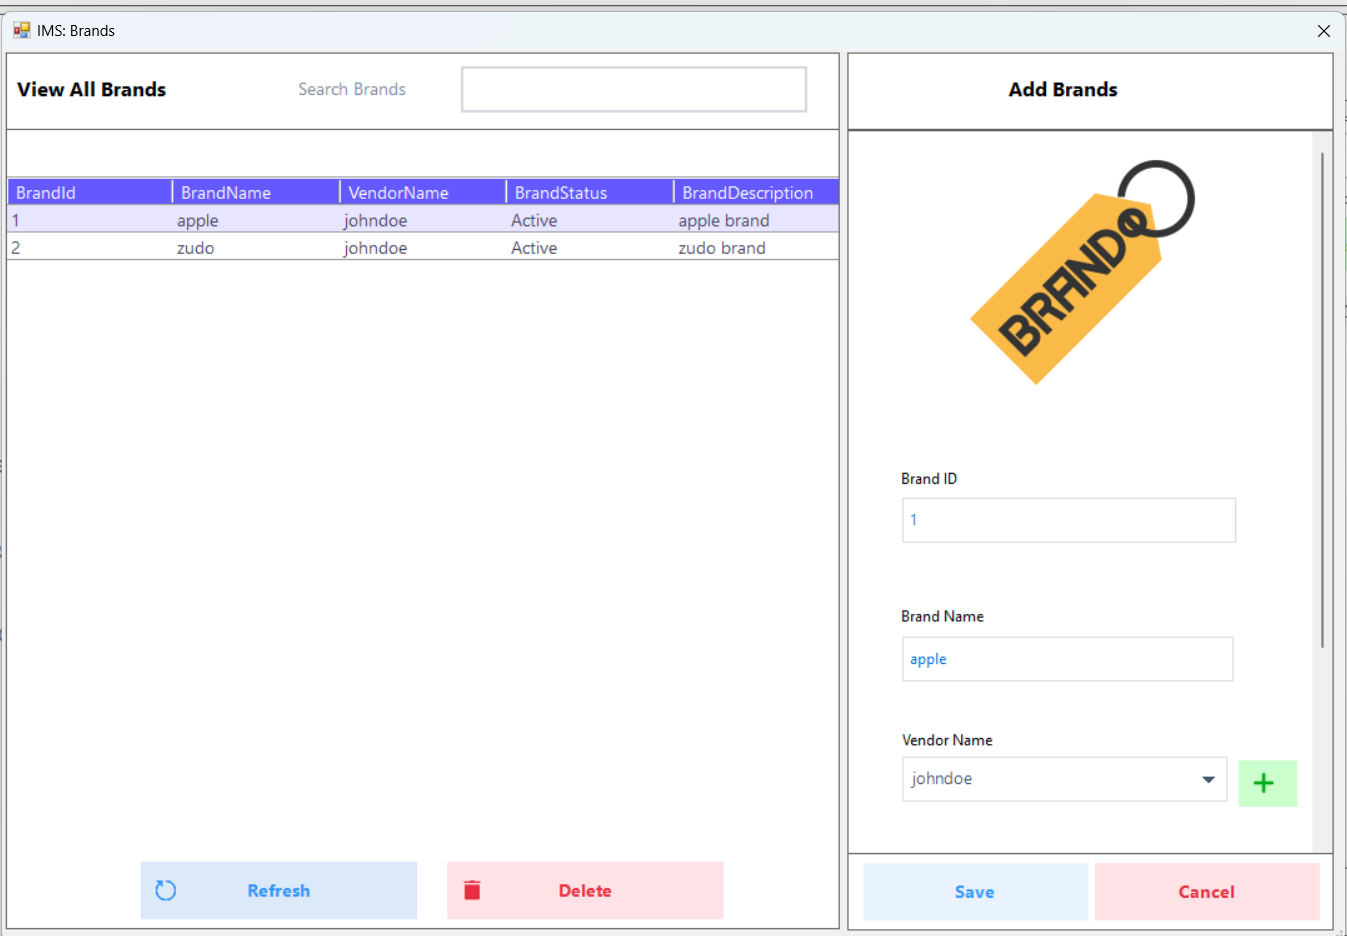 IMS: Brands
View All Brands
Search Brands
BrandId BrandName VendorName BrandStatus BrandDescription
1 apple johndoe Active apple brand
2 zudo johndoe Active zudo brand
Refresh
Delete
Add Brands
BRAND
Brand ID
1
Brand Name
apple
Vendor Name
johndoe
Save
Cancel